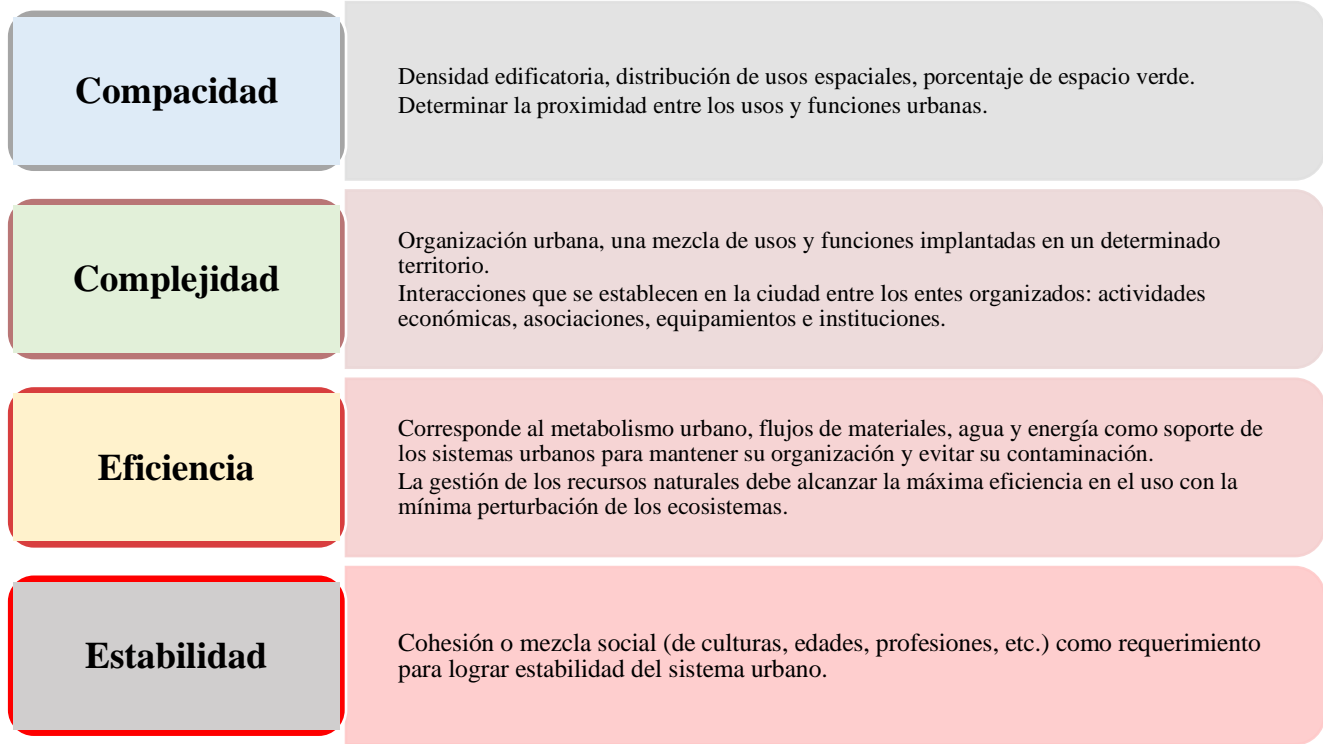 Compacidad
Densidad edificatoria, distribución de usos espaciales, porcentaje de espacio verde.
Determinar la proximidad entre los usos y funciones urbanas.
Complejidad
Organización urbana, una mezcla de usos y funciones implantadas en un determinado
territorio.
Interacciones que se establecen en la ciudad entre los entes organizados: actividades
económicas, asociaciones, equipamientos e instituciones.
Eficiencia
Corresponde al metabolismo urbano, flujos de materiales, agua y energía como soporte de
los sistemas urbanos para mantener su organización y evitar su contaminación.
La gestión de los recursos naturales debe alcanzar la máxima eficiencia en el uso con la
mínima perturbación de los ecosistemas.
Estabilidad
Cohesión o mezcla social (de culturas, edades, profesiones, etc.) como requerimiento
para lograr estabilidad del sistema urbano.